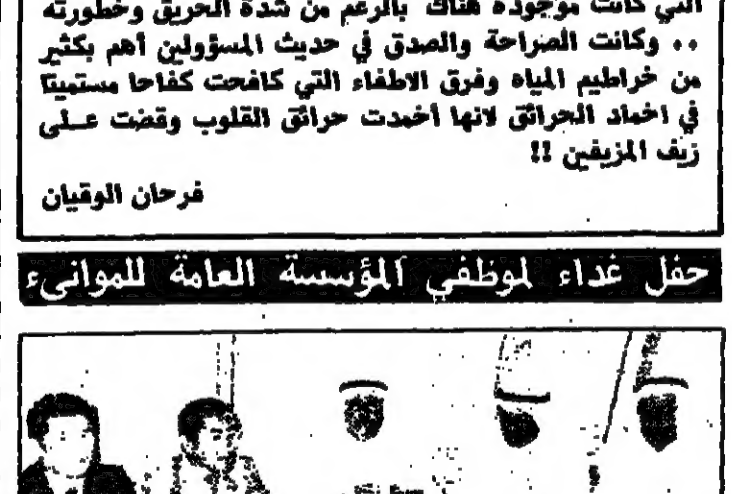 التي كانت موجودة هناك بالرغم من شدة الحريق وخطورته
.. وكانت الصراحة والصدق في حديث المسؤولين أهم بكثير
من خراطيم المياه وفرق الاطفاء التي كافحت كفاحا مستميتا
في اخماد الحرائق لانها أخمدت حرائق القلوب وقضت على
زيف المزيفين !!
فرحان الوقيان
حفل غداء لموظفي المؤسسة العامة للموانىء